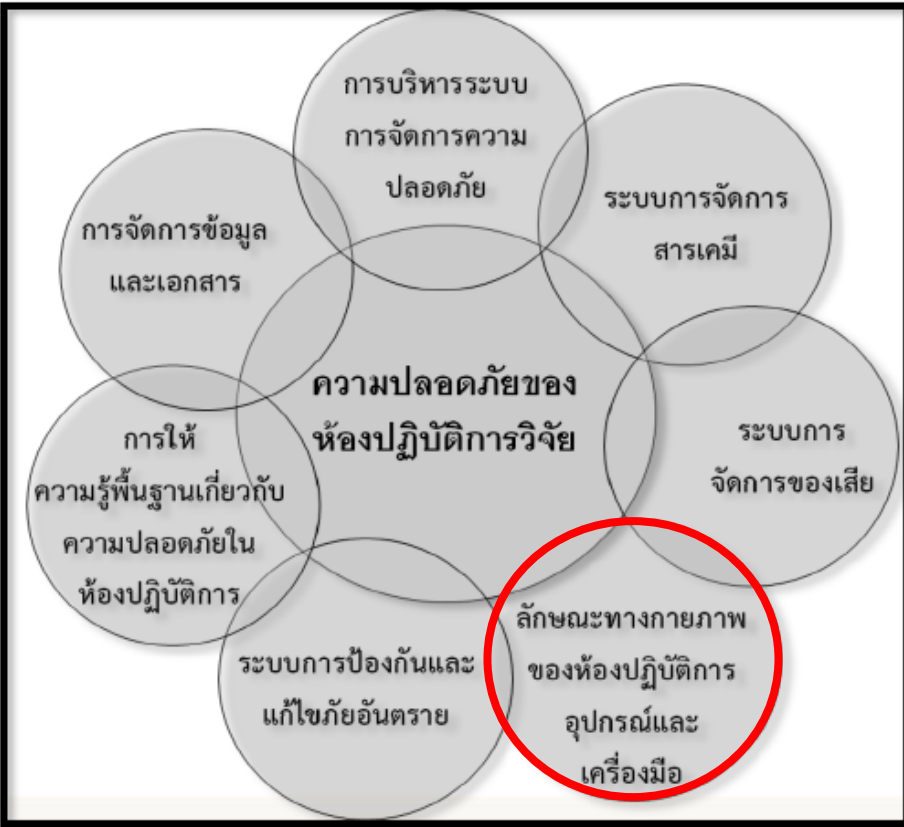 การบริหารระบบ
การจัดการความ
ปลอดภัย
ระบบการจัดการ
สารเคมี
ระบบการ
จัดการของเสีย
ลักษณะทางกายภาพ
ของห้องปฏิบัติการ
อุปกรณ์และ
เครื่องมือ
ระบบการป้องกันและ
แก้ไขภัยอันตราย
การให้
ความรู้พื้นฐานเกี่ยวกับ
ความปลอดภัยใน
ห้องปฏิบัติการ
การจัดการข้อมูล
และเอกสาร
ความปลอดภัยของ
ห้องปฏิบัติการวิจัย